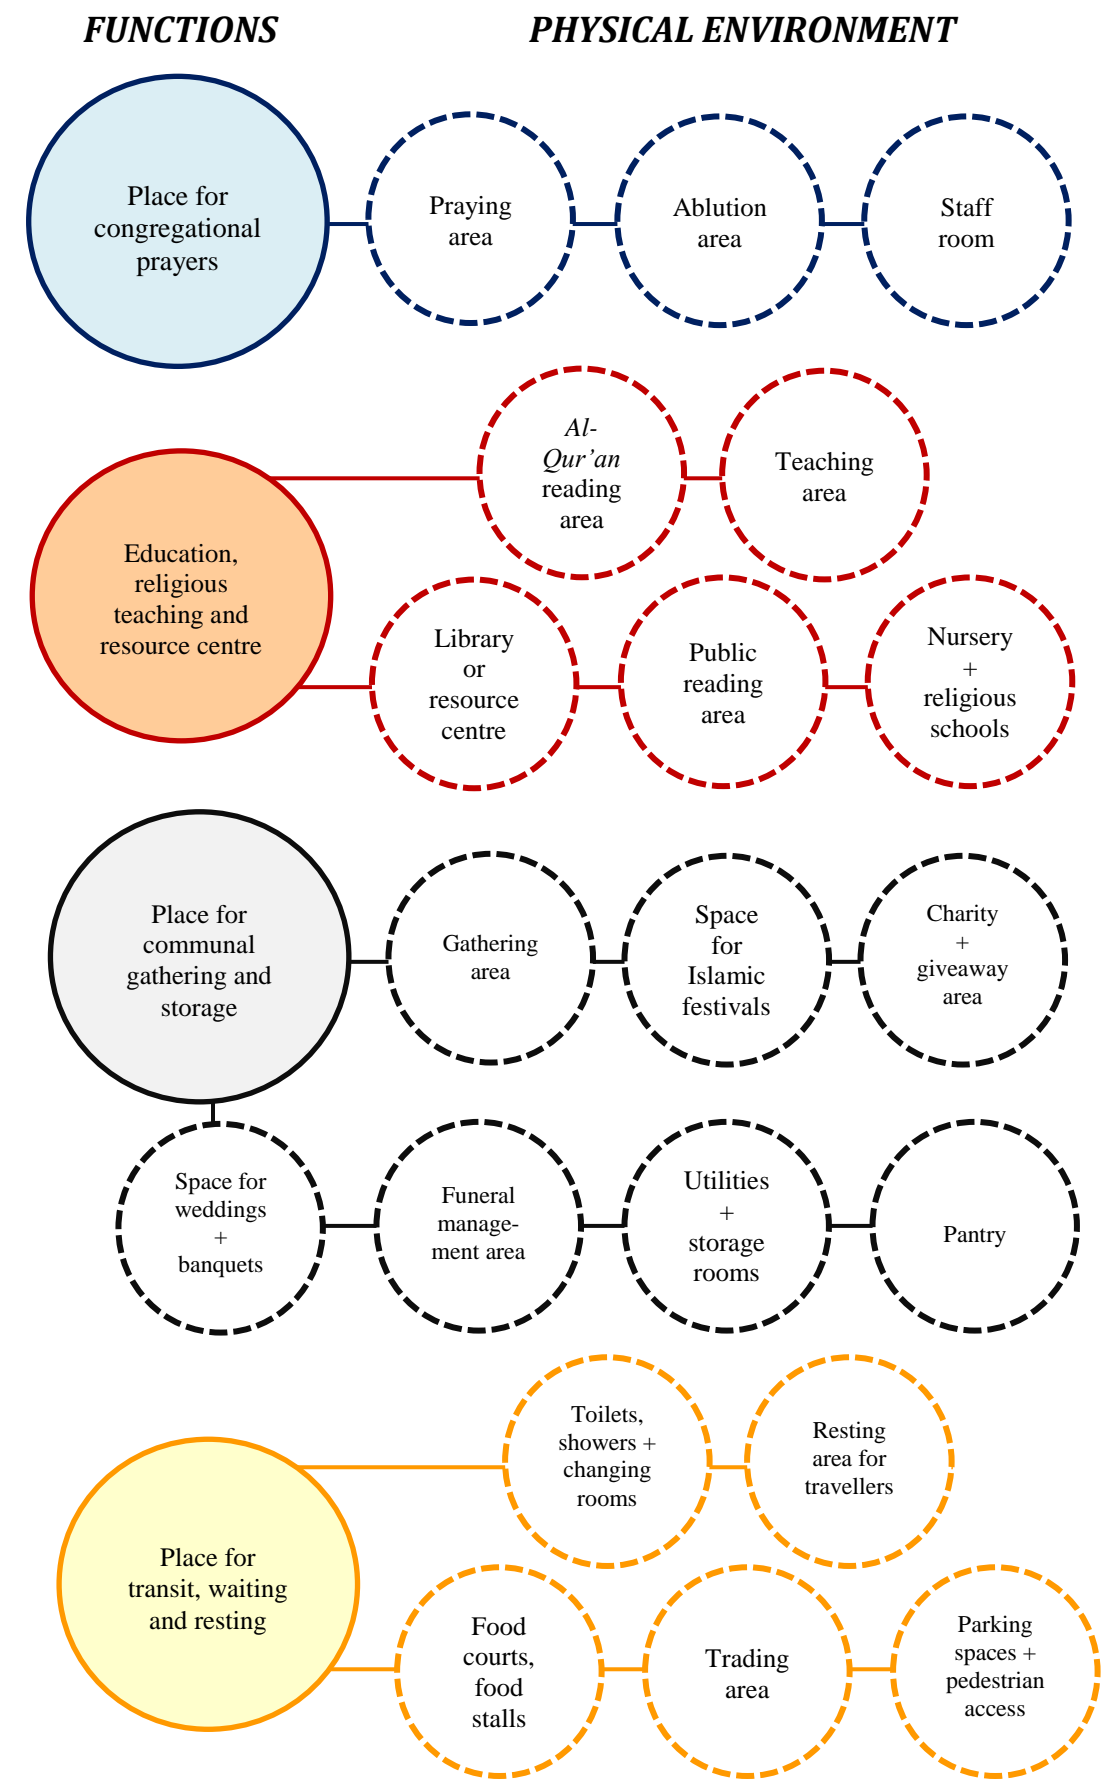 FUNCTIONS
PHYSICAL ENVIRONMENT
Place for
congregational
prayers
Praying
area
Ablution
area
Staff
room
Education,
religious
teaching and
resource centre
Al-
Qur’an
reading
area
Teaching
area
Library
or
resource
centre
Public
reading
area
Nursery
+
religious
schools
Place for
communal
gathering and
storage
Gathering
area
Space
for
Islamic
festivals
Charity
+
giveaway
area
Space for
weddings
+
banquets
Funeral
manage-
ment area
Utilities
+
storage
rooms
Pantry
Place for
transit, waiting
and resting
Toilets,
showers +
changing
rooms
Resting
area for
travellers
Food
courts,
food
stalls
Trading
area
Parking
spaces +
pedestrian
access